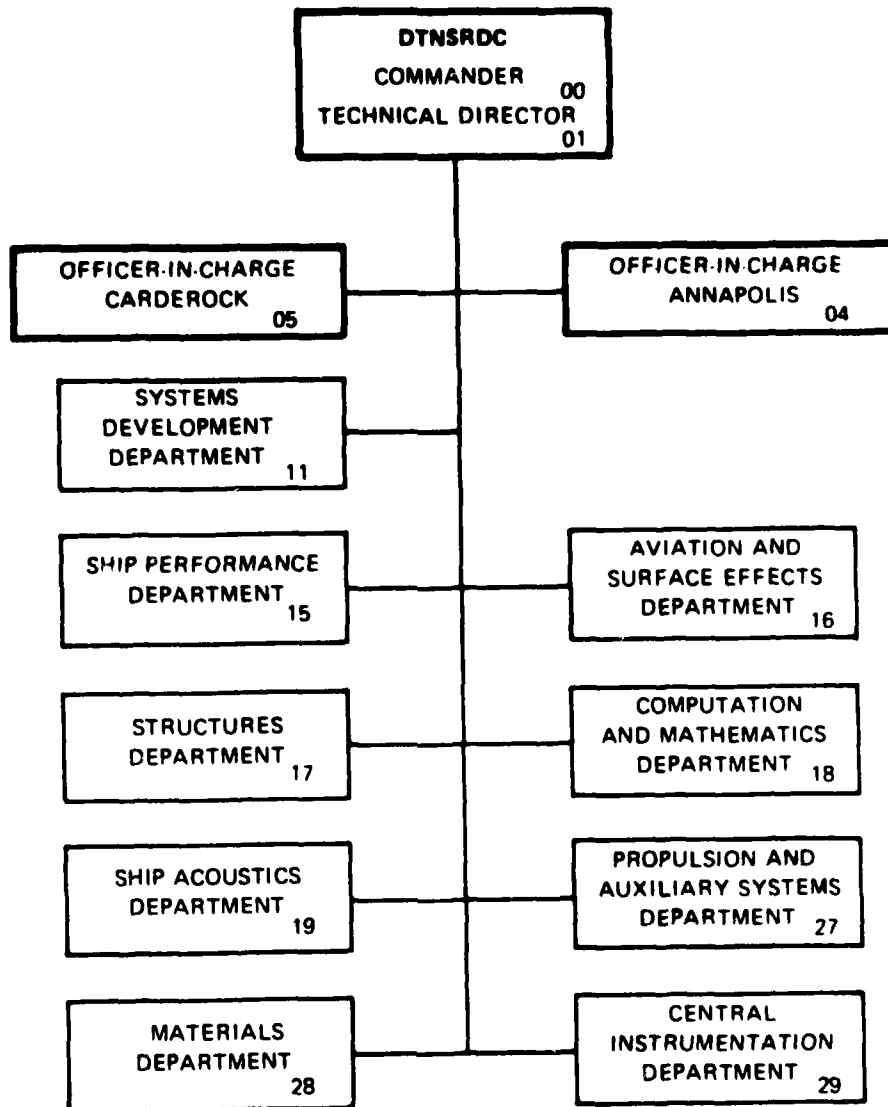 DTNSRDC
COMMANDER
00
TECHNICAL DIRECTOR
01
OFFICER-IN-CHARGE
CARDEROCK
05
OFFICER-IN-CHARGE
ANNAPOLIS
04
SYSTEMS
DEVELOPMENT
DEPARTMENT
11
SHIP PERFORMANCE
DEPARTMENT
15
AVIATION AND
SURFACE EFFECTS
DEPARTMENT
16
STRUCTURES
DEPARTMENT
17
COMPUTATION
AND MATHEMATICS
DEPARTMENT
18
SHIP ACOUSTICS
DEPARTMENT
19
PROPULSION AND
AUXILIARY SYSTEMS
DEPARTMENT
27
MATERIALS
DEPARTMENT
28
CENTRAL
INSTRUMENTATION
DEPARTMENT
29